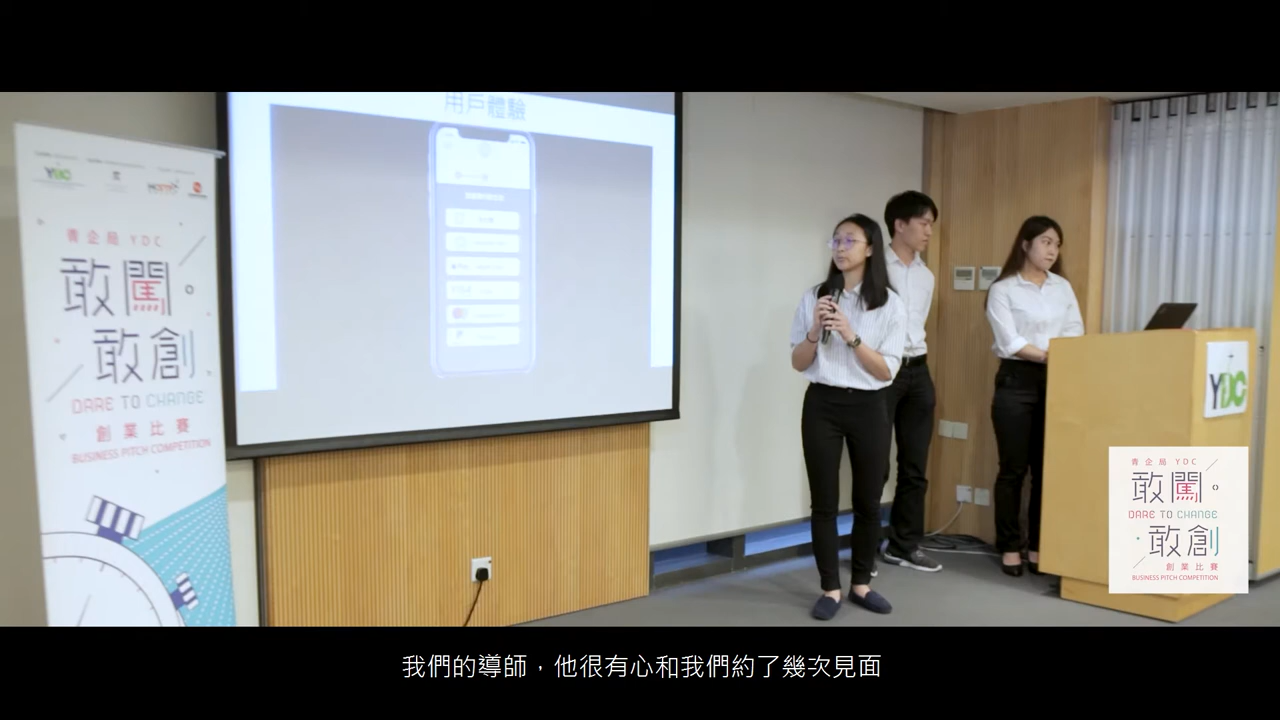 用戶體驗
YDC
青企局 YDC
敢闖。
敢創
DARE TO CHANGE
創業比賽
BUSINESS PITCH COMPETITION
VISA
YDC
青企局 YDC
敢闖。
DARE TO CHANGE
敢創
創業比賽
BUSINESS PITCH COMPETITION
我們的導師，他很有心和我們約了幾次見面